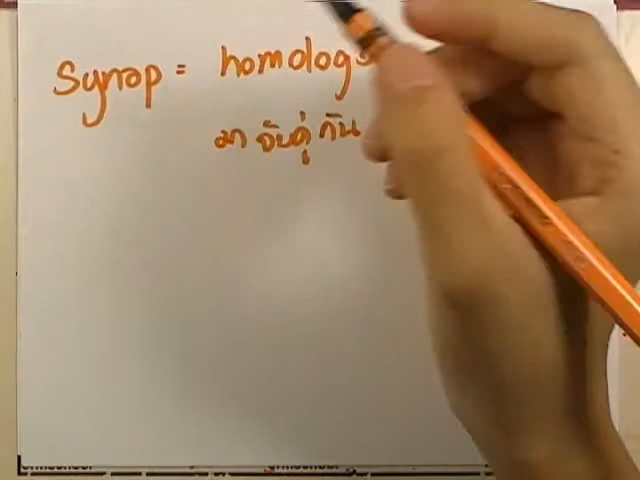 Synap = homolog
มา จับคู่ กัน